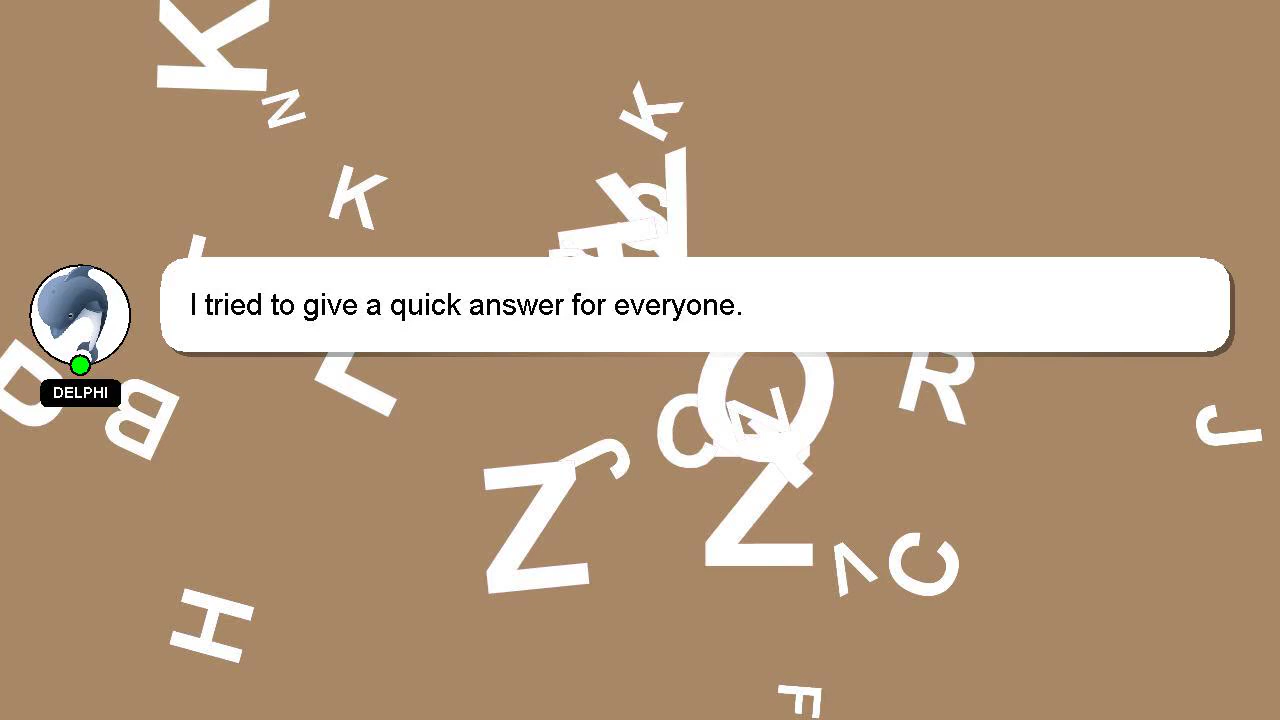 K
N
K
K
S
I tried to give a quick answer for everyone.
DELPHI
B
L
Q
C
N
R
J
J
Z
Z
V
C
H
F